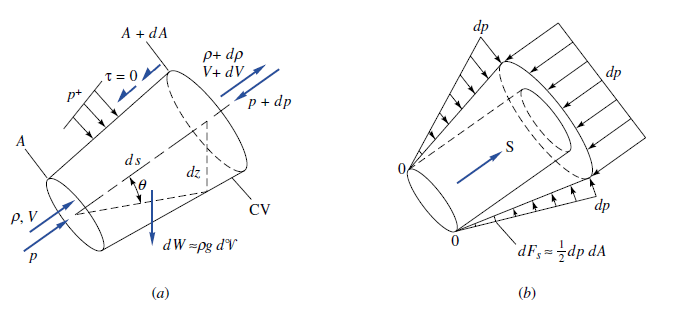 A + dA
τ = 0
ρ + dρ
V + dV
p+
p + dp
A
ds
θ
dz
CV
ρ, V
p
dW ≈ρg d𝒱
(a)
dp
dp
S
0
dp
0
dFₛ ≈ ½ dp dA
(b)